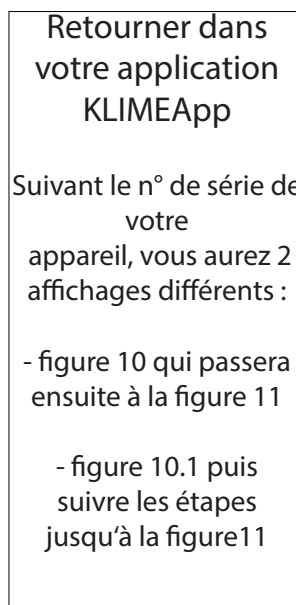 Retourner dans
votre application
KLIMEApp
Suivant le n° de série de
votre
appareil, vous aurez 2
affichages différents :
- figure 10 qui passera
ensuite à la figure 11
- figure 10.1 puis
suivre les étapes
jusqu‘à la figure11